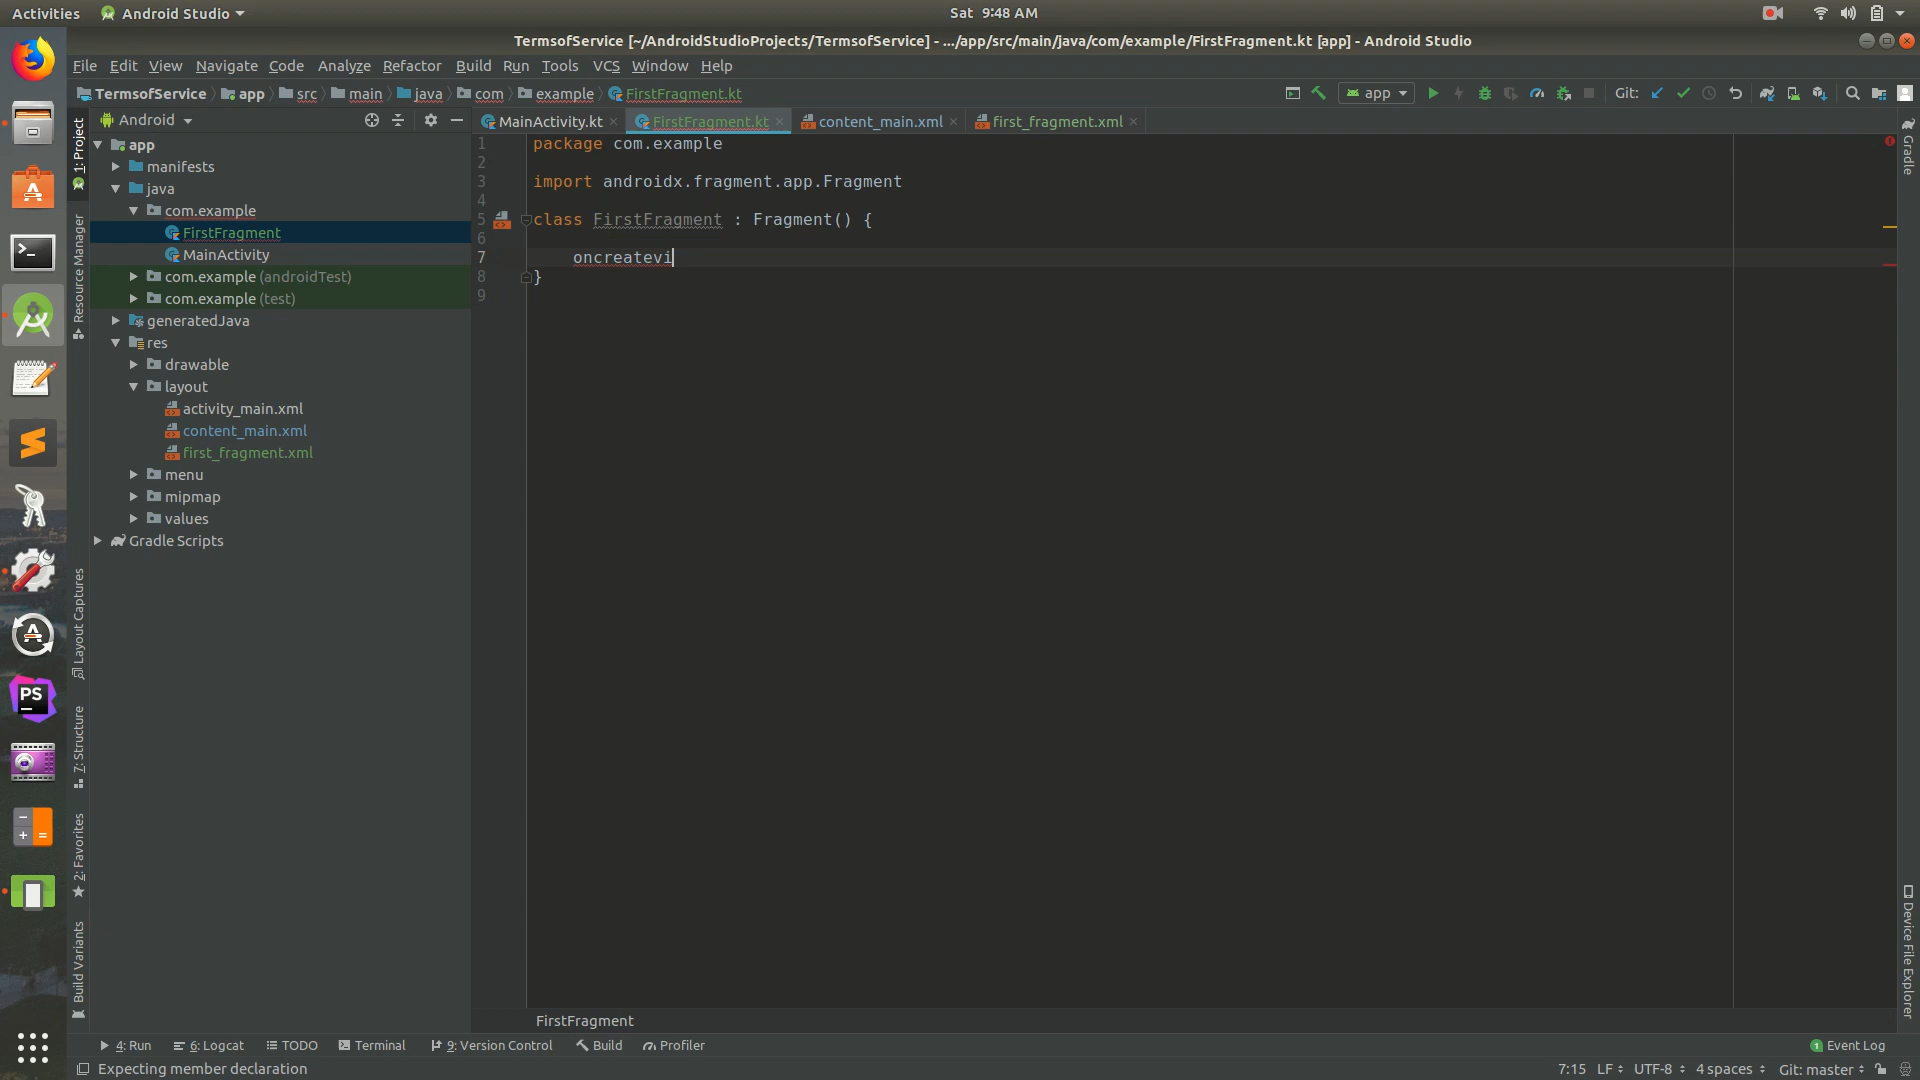 Activities Android Studio Sat 9:48 AM
TermsofService [~/AndroidStudioProjects/TermsofService] - .../app/src/main/java/com/example/FirstFragment.kt [app] - Android Studio
File Edit View Navigate Code Analyze Refactor Build Run Tools VCS Window Help
TermsofService app src main java com example FirstFragment.kt app Git:
1: Project
Resource Manager
Layout Captures
7: Structure
2: Favorites
Build Variants
Android
app
manifests
java
com.example
FirstFragment
MainActivity
com.example (androidTest)
com.example (test)
generatedJava
res
drawable
layout
activity_main.xml
content_main.xml
first_fragment.xml
menu
mipmap
values
Gradle Scripts
MainActivity.kt FirstFragment.kt content_main.xml first_fragment.xml
1 package com.example
2
3 import androidx.fragment.app.Fragment
4
5 class FirstFragment : Fragment() {
6
7 oncreatevi
8 }
9
FirstFragment
Gradle
Device File Explorer
PS
4: Run 6: Logcat TODO Terminal 9: Version Control Build Profiler 1 Event Log
Expecting member declaration 7:15 LF UTF-8 4 spaces Git: master